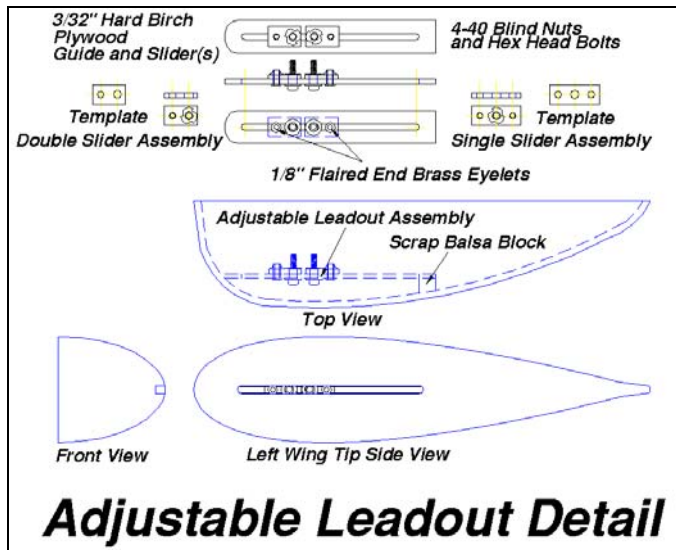 3/32" Hard Birch
Plywood
Guide and Slider(s)
4-40 Blind Nuts
and Hex Head Bolts
Template
Double Slider Assembly
Template
Single Slider Assembly
1/8" Flaired End Brass Eyelets
Adjustable Leadout Assembly
Scrap Balsa Block
Top View
Front View
Left Wing Tip Side View
Adjustable Leadout Detail